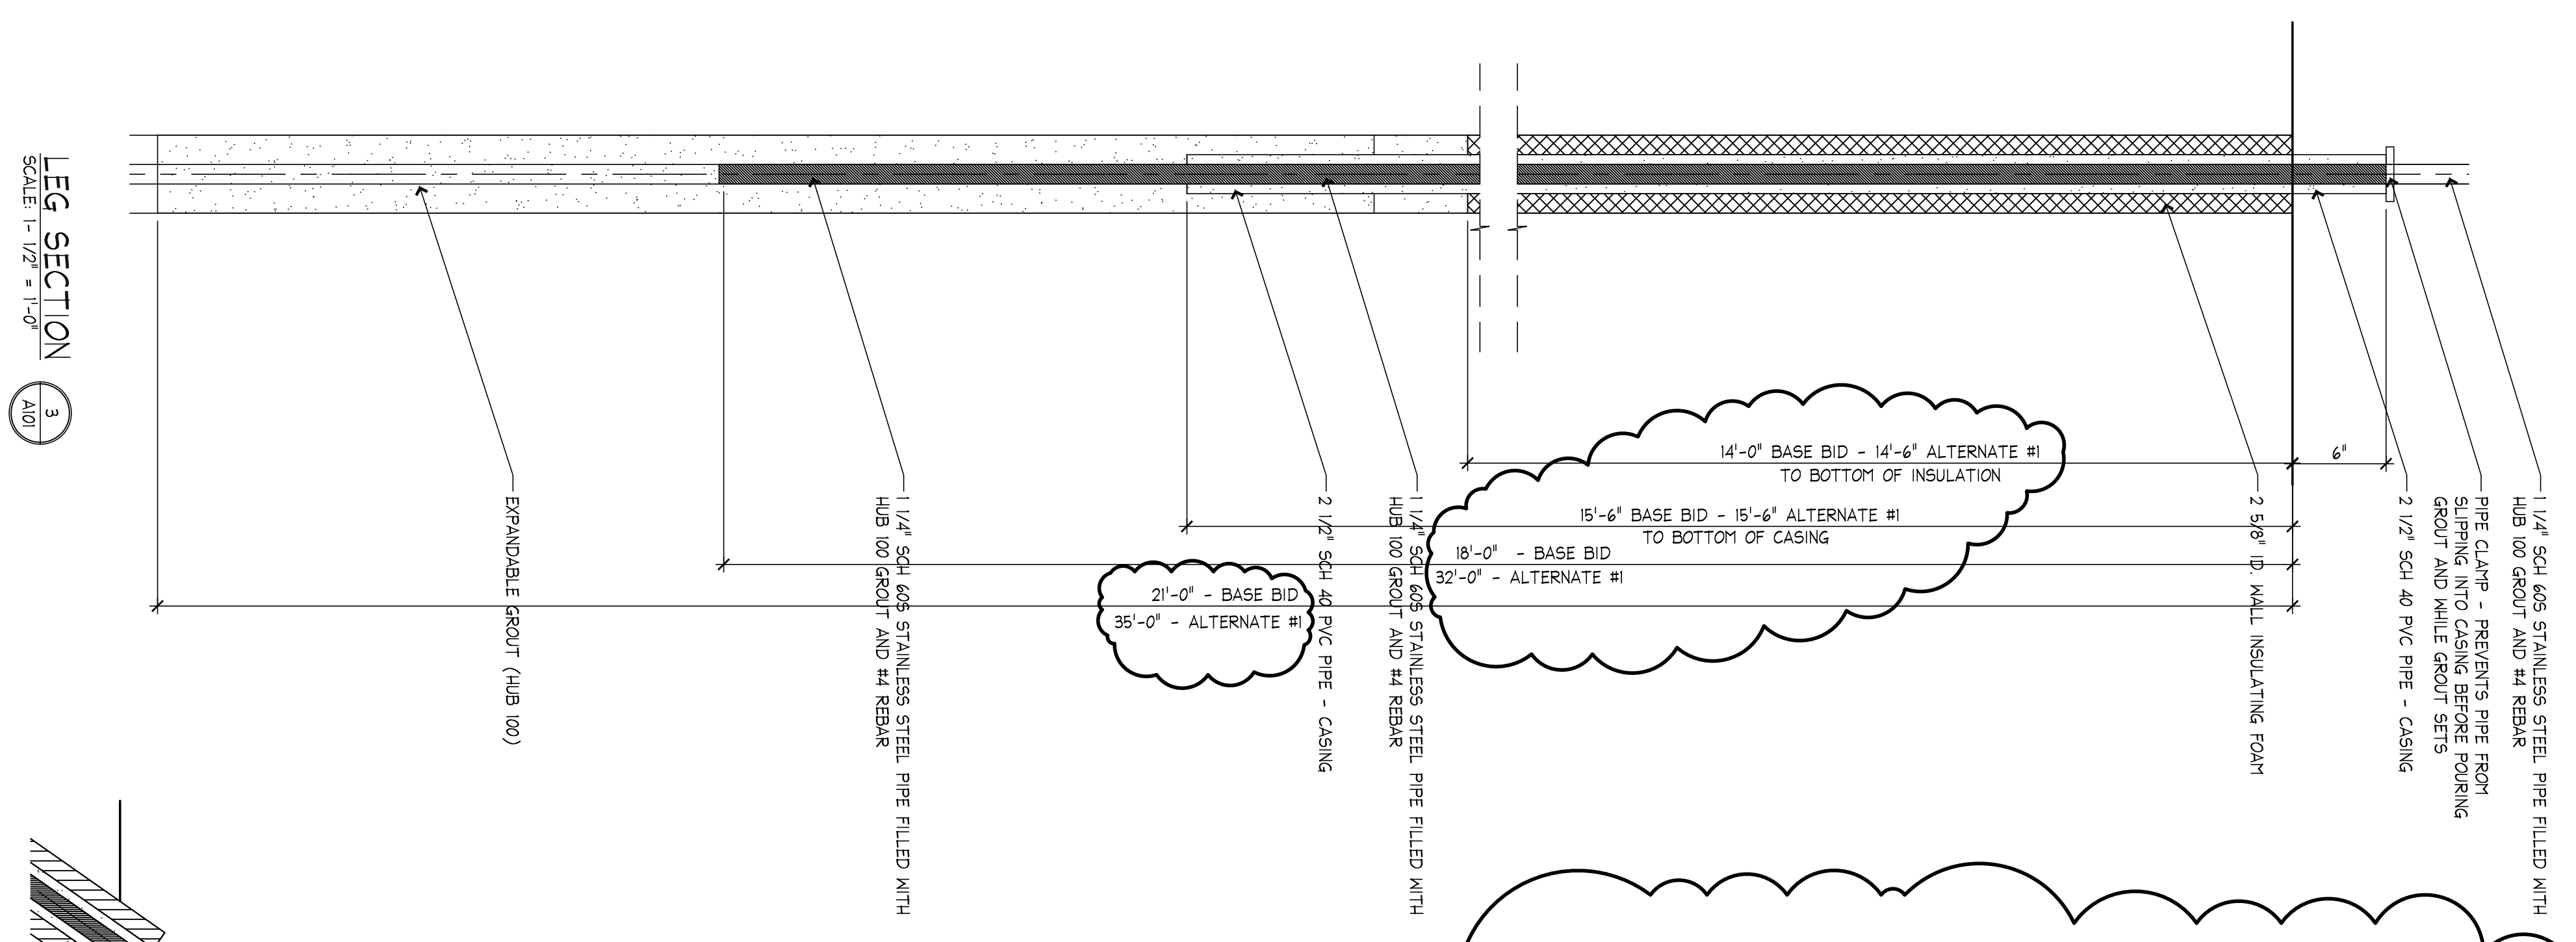 1 1/4" SCH 60S STAINLESS STEEL PIPE FILLED WITH
HUB 100 GROUT AND #4 REBAR
PIPE CLAMP - PREVENTS PIPE FROM
SLIPPING INTO CASING BEFORE POURING
GROUT AND WHILE GROUT SETS
2 1/2" SCH 40 PVC PIPE - CASING
2 5/8" ID. WALL INSULATING FOAM
6"
14'-0" BASE BID - 14'-6" ALTERNATE #1
TO BOTTOM OF INSULATION
15'-6" BASE BID - 15'-6" ALTERNATE #1
TO BOTTOM OF CASING
18'-0" - BASE BID
32'-0" - ALTERNATE #1
21'-0" - BASE BID
35'-0" - ALTERNATE #1
1 1/4" SCH 60S STAINLESS STEEL PIPE FILLED WITH
HUB 100 GROUT AND #4 REBAR
2 1/2" SCH 40 PVC PIPE - CASING
1 1/4" SCH 60S STAINLESS STEEL PIPE FILLED WITH
HUB 100 GROUT AND #4 REBAR
EXPANDABLE GROUT (HUB 100)
LEG SECTION
SCALE: 1- 1/2" = 1'-0"
3
A101